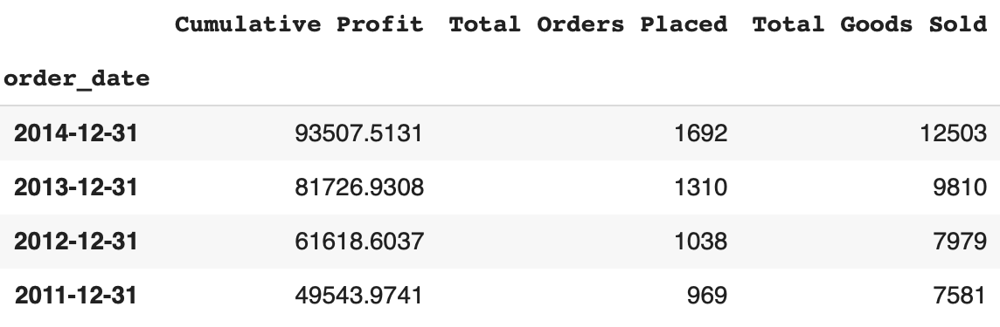 Cumulative Profit Total Orders Placed Total Goods Sold
order_date
2014-12-31 93507.5131 1692 12503
2013-12-31 81726.9308 1310 9810
2012-12-31 61618.6037 1038 7979
2011-12-31 49543.9741 969 7581